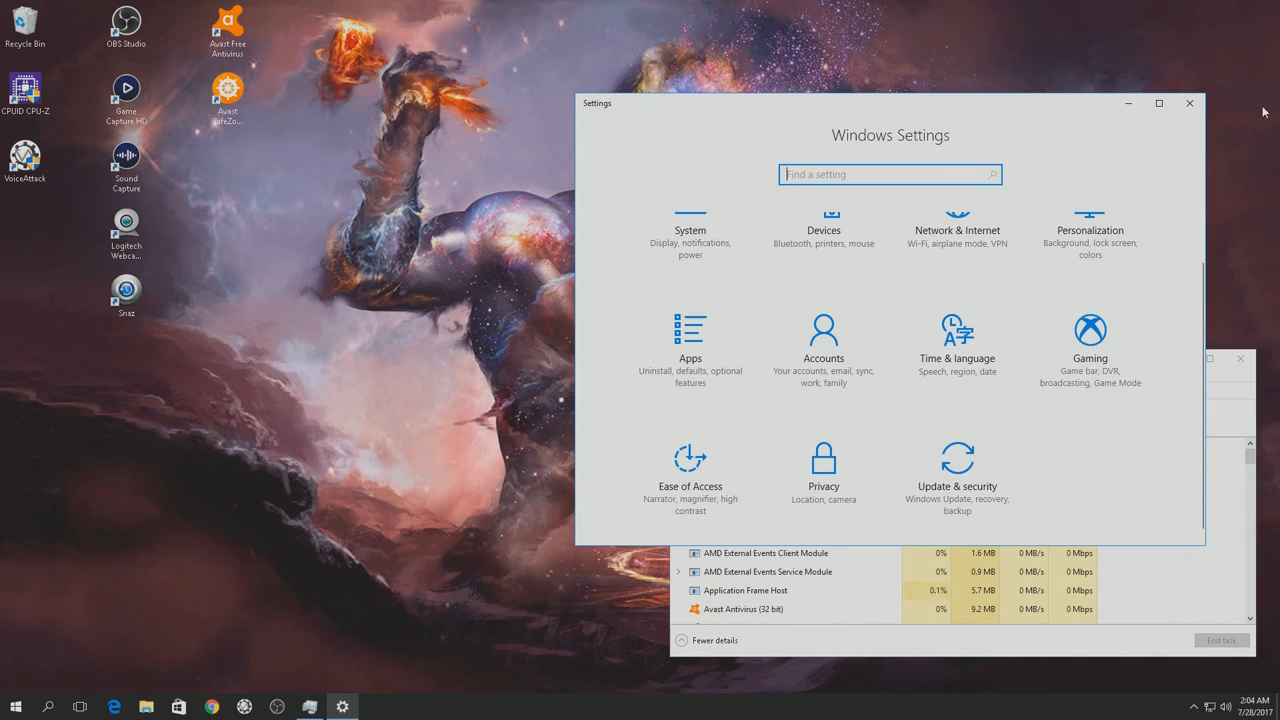 Recycle Bin
OBS Studio
Avast Free
Antivirus
CPUID CPU-Z
Game
Capture HD
Avast
SafeZo...
VoiceAttack
Sound
Capture
Logitech
Webca...
Snaz
Settings
Windows Settings
Find a setting
System
Display, notifications,
power
Devices
Bluetooth, printers, mouse
Network & Internet
Wi-Fi, airplane mode, VPN
Personalization
Background, lock screen,
colors
Apps
Uninstall, defaults, optional
features
Accounts
Your accounts, email, sync,
work, family
Time & language
Speech, region, date
Gaming
Game bar, DVR,
broadcasting, Game Mode
Ease of Access
Narrator, magnifier, high
contrast
Privacy
Location, camera
Update & security
Windows Update, recovery,
backup
AMD External Events Client Module 0% 1.6 MB 0 MB/s 0 Mbps
AMD External Events Service Module 0% 0.9 MB 0 MB/s 0 Mbps
Application Frame Host 0.1% 5.7 MB 0 MB/s 0 Mbps
Avast Antivirus (32 bit) 0% 9.2 MB 0 MB/s 0 Mbps
Fewer details
End task
2:04 AM
7/28/2017